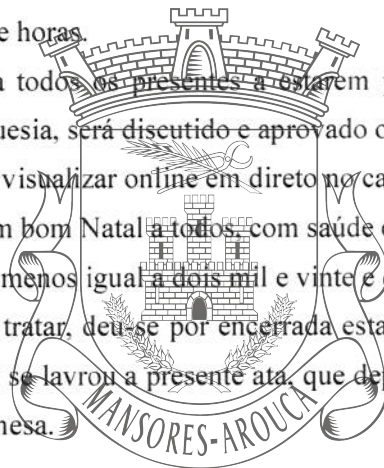 e horas.
a todos os presentes a estarem
uesia, será discutido e aprovado o
visualizar online em direto no ca
m bom Natal a todos, com saúde e
menos igual a dois mil e vinte e
tratar, deu-se por encerrada esta
se lavrou a presente ata, que dep
nesa.
MANSORES-AROUCA